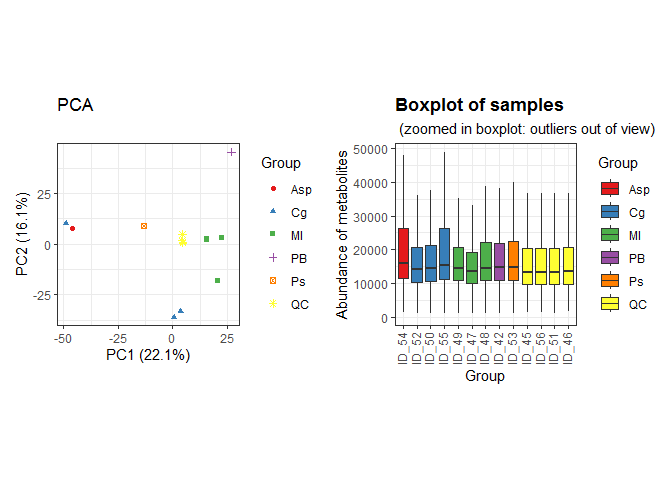 PCA
PC2 (16.1%)
25
0
-25
-50
-25
0
25
PC1 (22.1%)
Group
Asp
Cg
MI
PB
Ps
QC
Boxplot of samples
(zoomed in boxplot: outliers out of view)
Abundance of metabolites
50000
40000
30000
20000
10000
0
ID_54
ID_52
ID_50
ID_55
ID_49
ID_47
ID_48
ID_42
ID_53
ID_45
ID_56
ID_51
ID_46
Group
Group
Asp
Cg
MI
PB
Ps
QC